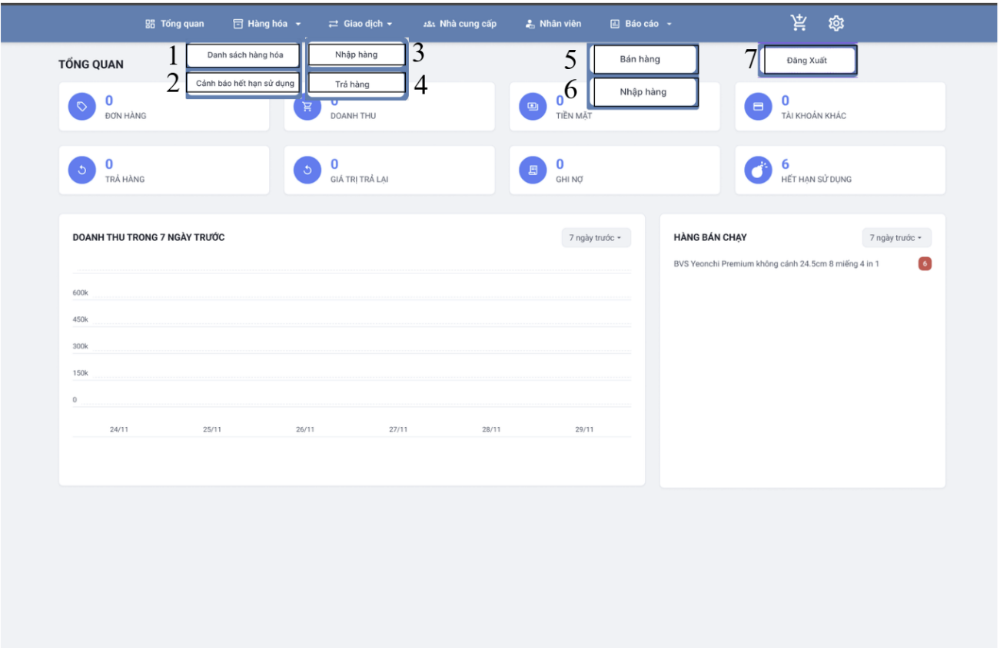 Tổng quan Hàng hóa Giao dịch Nhà cung cấp Nhân viên Báo cáo
1 Danh sách hàng hóa Nhập hàng 3 5 Bán hàng 7 Đăng Xuất
TỔNG QUAN
2 Cảnh báo hết hạn sử dụng Trả hàng 4 6 Nhập hàng
0 0 0 0
ĐƠN HÀNG DOANH THU TIỀN MẶT TÀI KHOẢN KHÁC
0 0 0 6
TRẢ HÀNG GIÁ TRỊ TRẢ LẠI GHI NỢ HẾT HẠN SỬ DỤNG
DOANH THU TRONG 7 NGÀY TRƯỚC 7 ngày trước HÀNG BÁN CHẠY 7 ngày trước
BVS Yeonchi Premium không cánh 24.5cm 8 miếng 4 in 1 6
600k
450k
300k
150k
0
24/11 25/11 26/11 27/11 28/11 29/11